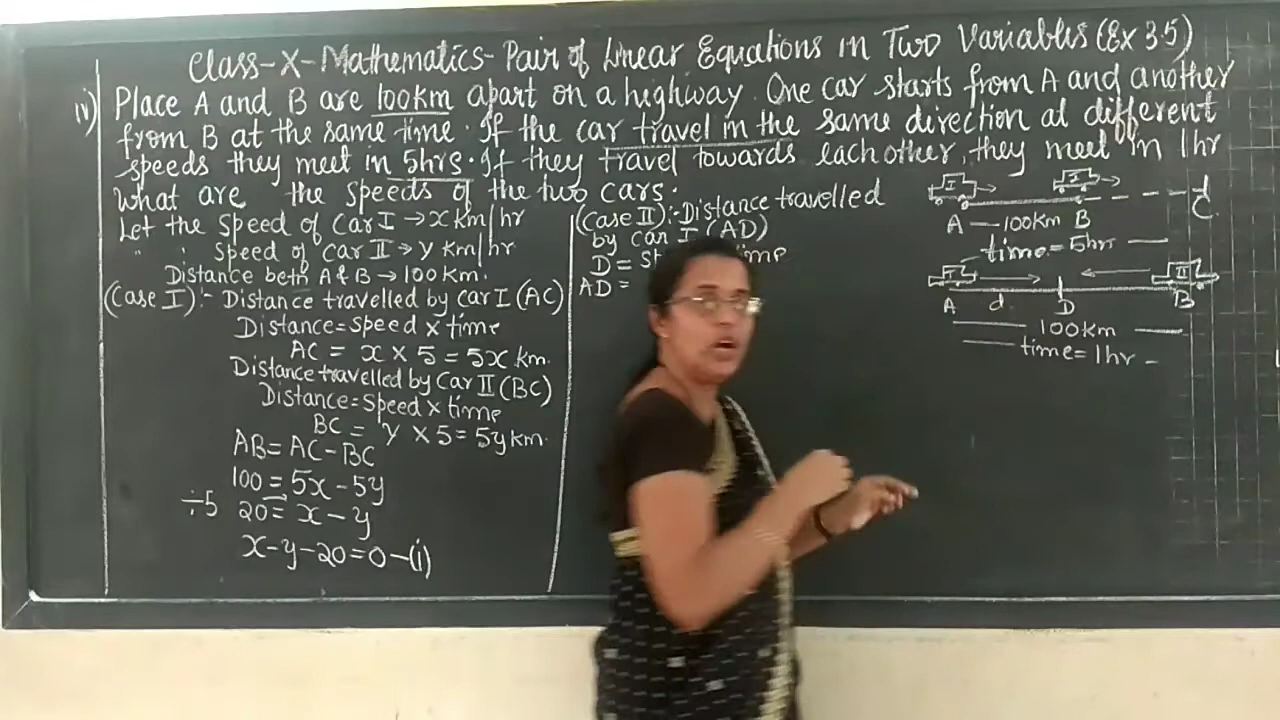 Class-X-Mathematics-Pair of Linear Equations in Two Variables (Ex 3.5)
iv) Place A and B are 100km apart on a highway. One car starts from A and another
from B at the same time. If the car travel in the same direction at different
speeds they meet in 5hrs. If they travel towards each other, they meet in 1hr
What are the speeds of the two cars.
Let the Speed of Car I → x km/hr
" Speed of Car II → y km/hr
Distance betn A & B → 100 km.
(Case I):- Distance travelled by Car I (AC)
Distance = Speed × time
AC = x × 5 = 5x km.
Distance travelled by Car II (BC)
Distance = Speed × time
BC = y × 5 = 5y km.
AB = AC - BC
100 = 5x - 5y
÷5 20 = x - y
x - y - 20 = 0 - (i)
(Case II):- Distance travelled
by car I (AD)
D =
AD =
I I
A — 100km B C
time = 5hr
I II
A d D B
100km
time = 1hr